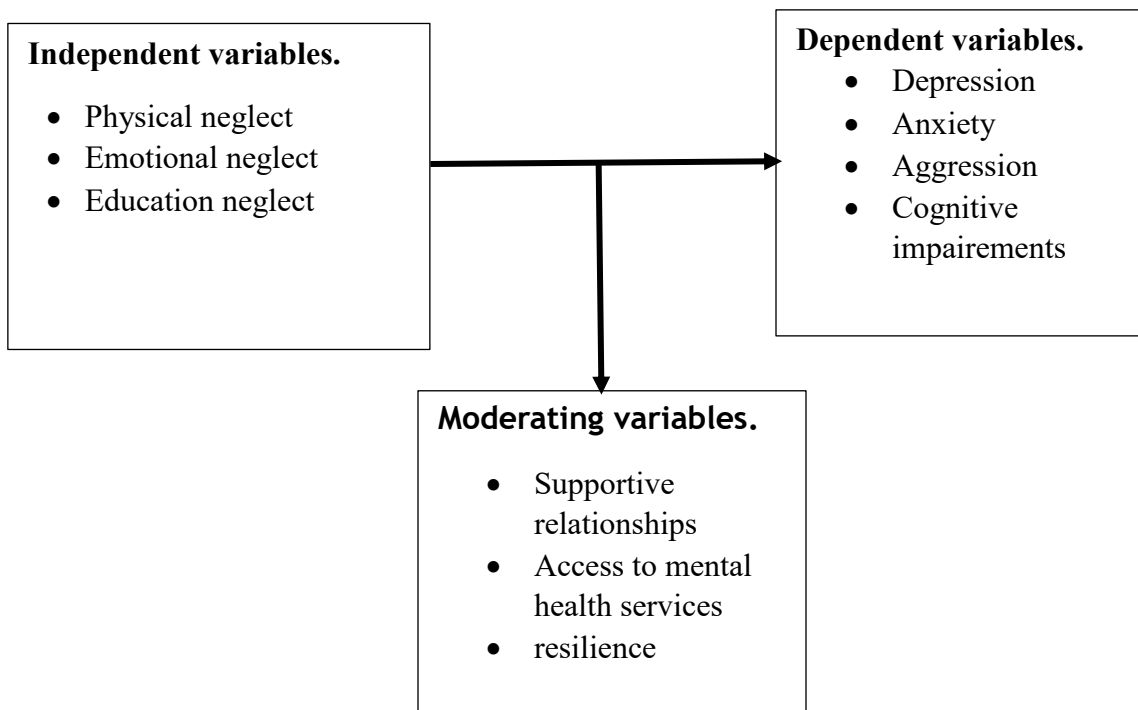 Independent variables.
• Physical neglect
• Emotional neglect
• Education neglect
Dependent variables.
• Depression
• Anxiety
• Aggression
• Cognitive
impairements
Moderating variables.
• Supportive
relationships
• Access to mental
health services
• resilience